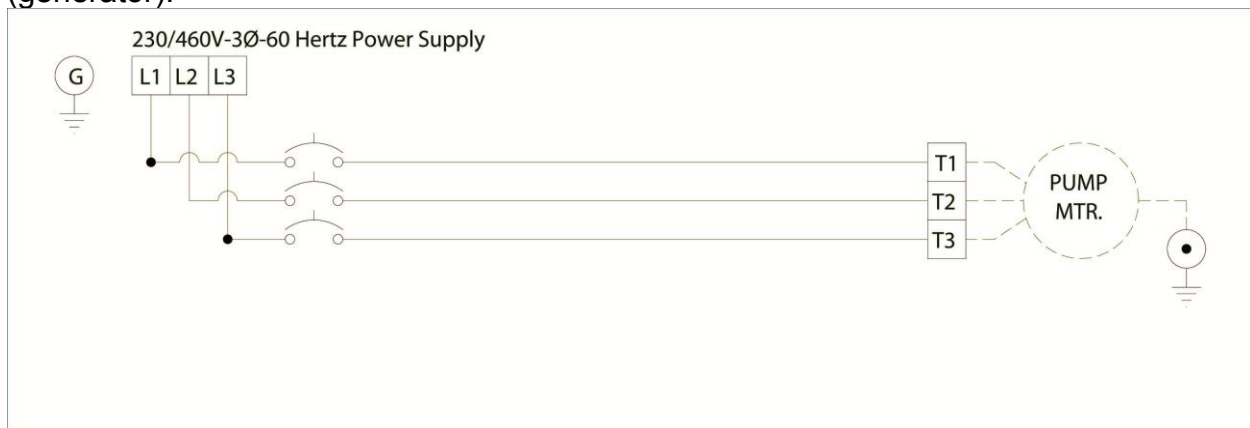 (generator).
230/460V-3Ø-60 Hertz Power Supply
G
L1 L2 L3
T1
T2
T3
PUMP
MTR.